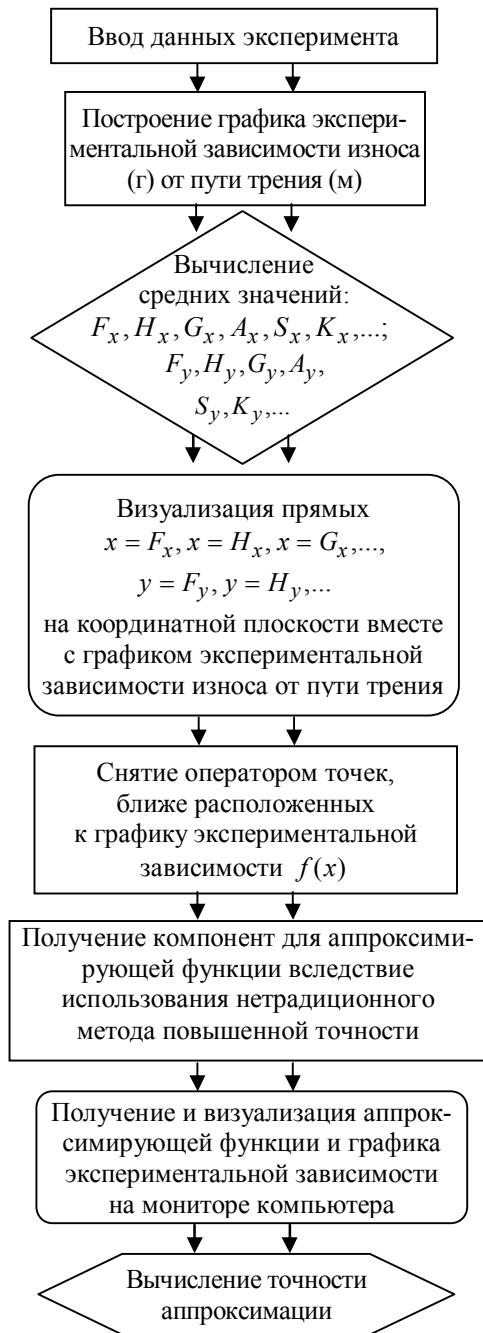 Ввод данных эксперимента
Построение графика экспери-
ментальной зависимости износа
(г) от пути трения (м)
Вычисление
средних значений:
F_x, H_x, G_x, A_x, S_x, K_x,...;
F_y, H_y, G_y, A_y,
S_y, K_y,...
Визуализация прямых
x = F_x, x = H_x, x = G_x,...,
y = F_y, y = H_y,...
на координатной плоскости вместе
с графиком экспериментальной
зависимости износа от пути трения
Снятие оператором точек,
ближе расположенных
к графику экспериментальной
зависимости f(x)
Получение компонент для аппроксими-
рующей функции вследствие
использования нетрадиционного
метода повышенной точности
Получение и визуализация аппрок-
симирующей функции и графика
экспериментальной зависимости
на мониторе компьютера
Вычисление точности
аппроксимации